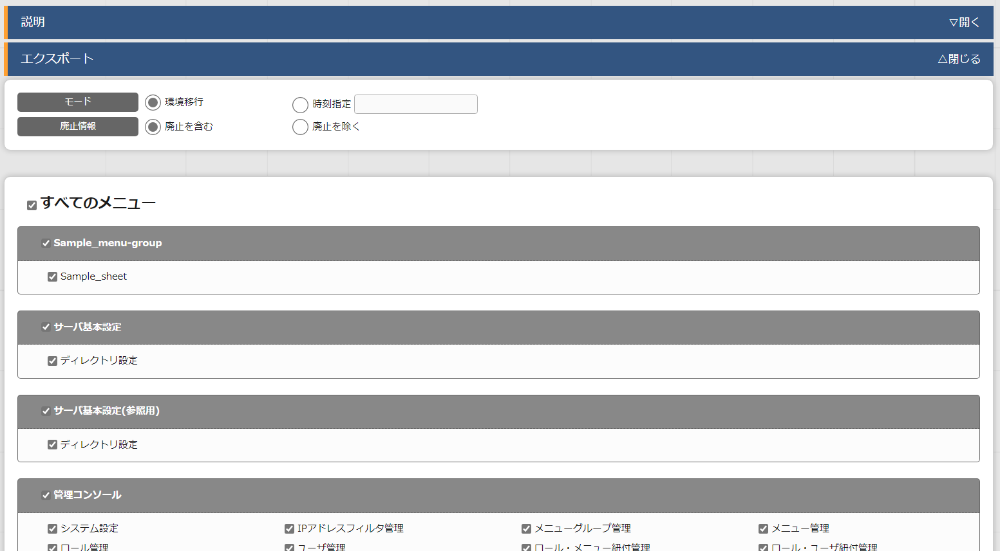 説明 ▽開く
エクスポート △閉じる
モード 環境移行 時刻指定
廃止情報 廃止を含む 廃止を除く
すべてのメニュー
Sample_menu-group
Sample_sheet
サーバ基本設定
ディレクトリ設定
サーバ基本設定(参照用)
ディレクトリ設定
管理コンソール
システム設定 IPアドレスフィルタ管理 メニューグループ管理 メニュー管理
ロール管理 ユーザ管理 ロール・メニュー紐付管理 ロール・ユーザ紐付管理